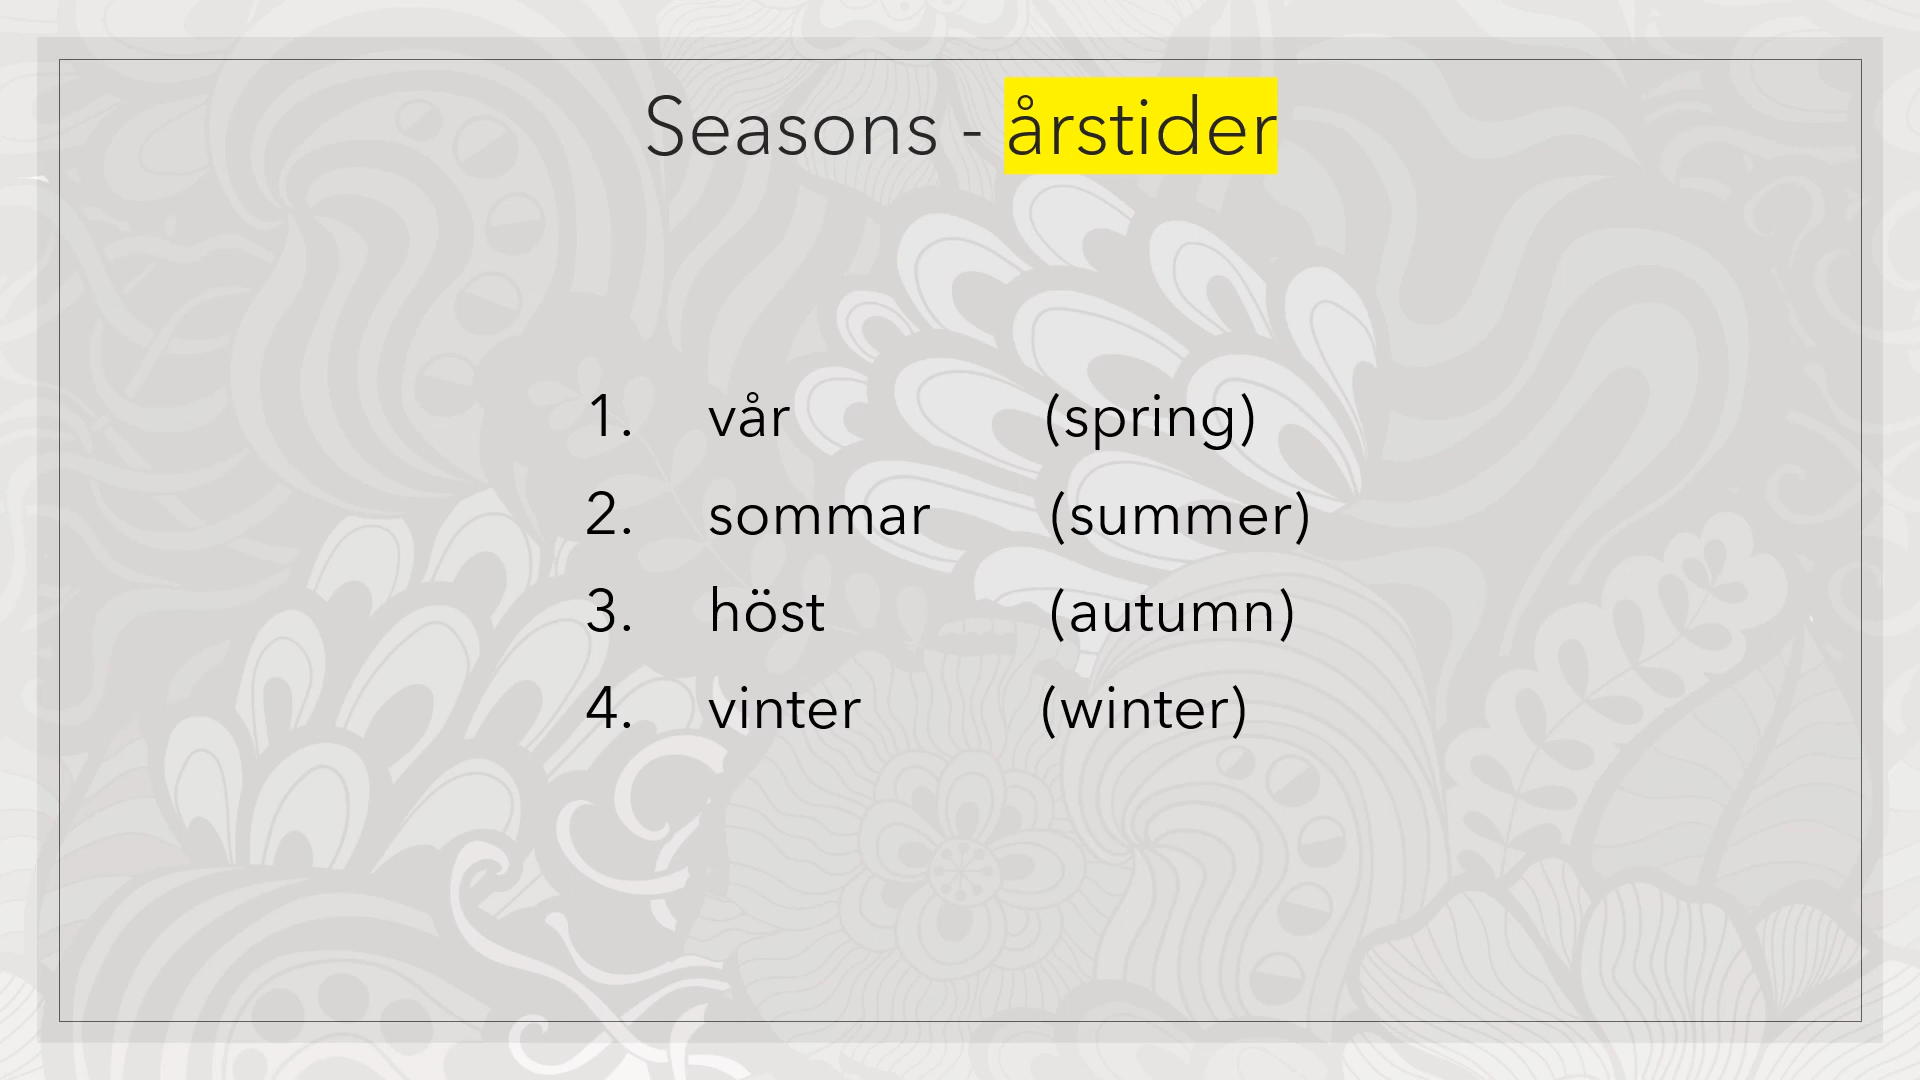 Seasons - årstider
1. vår (spring)
2. sommar (summer)
3. höst (autumn)
4. vinter (winter)